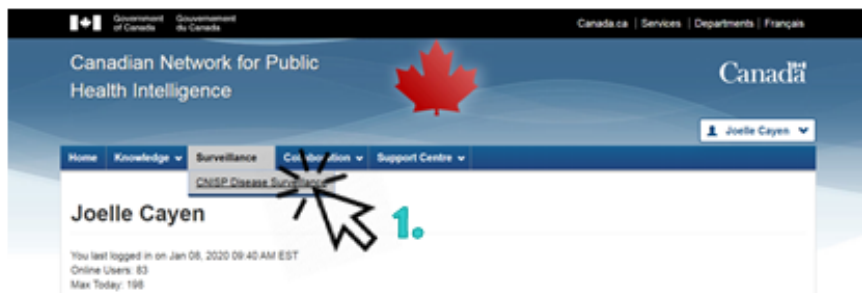 Government of Canada
Gouvernement du Canada
Canada.ca | Services | Departments | Français
Canadian Network for Public
Health Intelligence
Canada
Joelle Cayen
Home Knowledge Surveillance Collaboration Support Centre
CNISP Disease Surveillance
Joelle Cayen
1.
You last logged in on Jan 08, 2020 09:40 AM EST
Online Users: 83
Max Today: 198